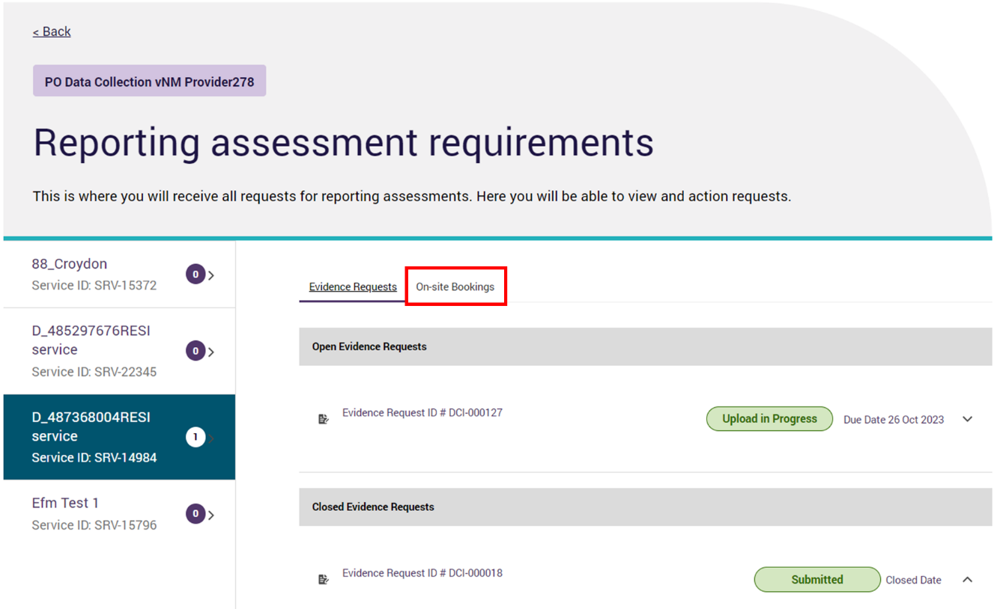 < Back
PO Data Collection vNM Provider278
Reporting assessment requirements
This is where you will receive all requests for reporting assessments. Here you will be able to view and action requests.
88_Croydon
Service ID: SRV-15372
0
D_485297676RESI
service
Service ID: SRV-22345
0
D_487368004RESI
service
Service ID: SRV-14984
1
Efm Test 1
Service ID: SRV-15796
0
Evidence Requests On-site Bookings
Open Evidence Requests
Evidence Request ID # DCI-000127 Upload in Progress Due Date 26 Oct 2023
Closed Evidence Requests
Evidence Request ID # DCI-000018 Submitted Closed Date